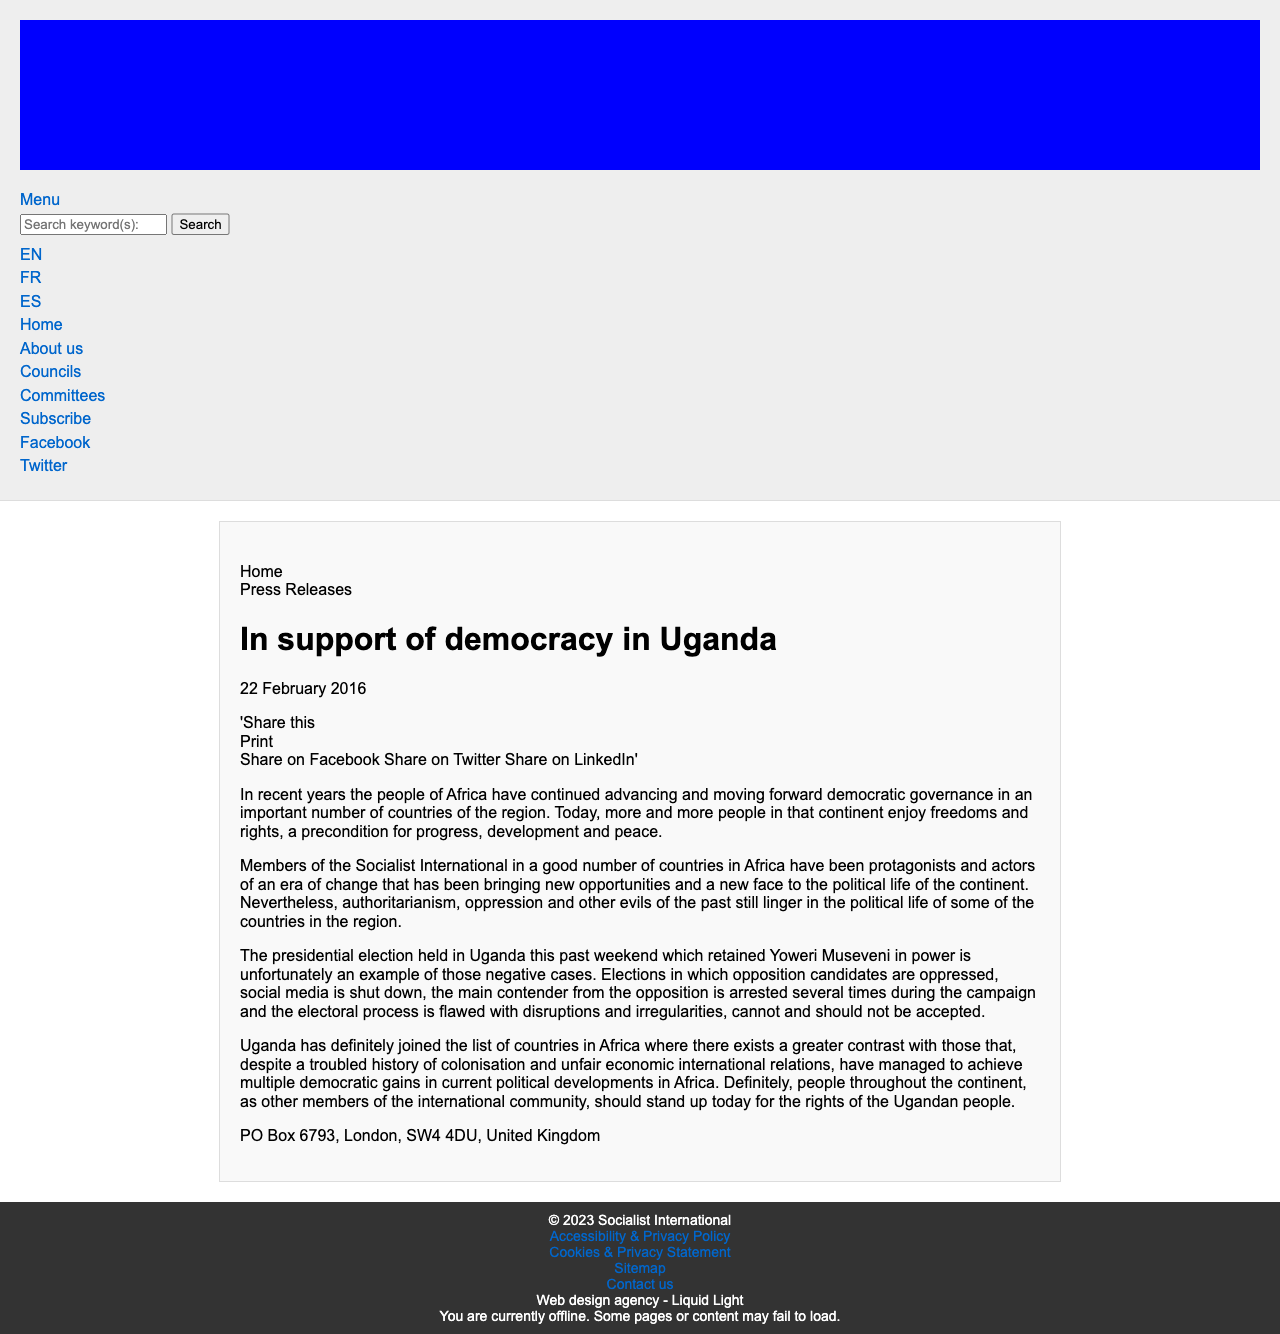 Menu
Search keyword(s):
Search
EN
FR
ES
Home
About us
Councils
Committees
Subscribe
Facebook
Twitter
Home
Press Releases
In support of democracy in Uganda
22 February 2016
'Share this
Print
Share on Facebook Share on Twitter Share on LinkedIn'
In recent years the people of Africa have continued advancing and moving forward democratic governance in an
important number of countries of the region. Today, more and more people in that continent enjoy freedoms and
rights, a precondition for progress, development and peace.
Members of the Socialist International in a good number of countries in Africa have been protagonists and actors
of an era of change that has been bringing new opportunities and a new face to the political life of the continent.
Nevertheless, authoritarianism, oppression and other evils of the past still linger in the political life of some of the
countries in the region.
The presidential election held in Uganda this past weekend which retained Yoweri Museveni in power is
unfortunately an example of those negative cases. Elections in which opposition candidates are oppressed,
social media is shut down, the main contender from the opposition is arrested several times during the campaign
and the electoral process is flawed with disruptions and irregularities, cannot and should not be accepted.
Uganda has definitely joined the list of countries in Africa where there exists a greater contrast with those that,
despite a troubled history of colonisation and unfair economic international relations, have managed to achieve
multiple democratic gains in current political developments in Africa. Definitely, people throughout the continent,
as other members of the international community, should stand up today for the rights of the Ugandan people.
PO Box 6793, London, SW4 4DU, United Kingdom
© 2023 Socialist International
Accessibility & Privacy Policy
Cookies & Privacy Statement
Sitemap
Contact us
Web design agency - Liquid Light
You are currently offline. Some pages or content may fail to load.